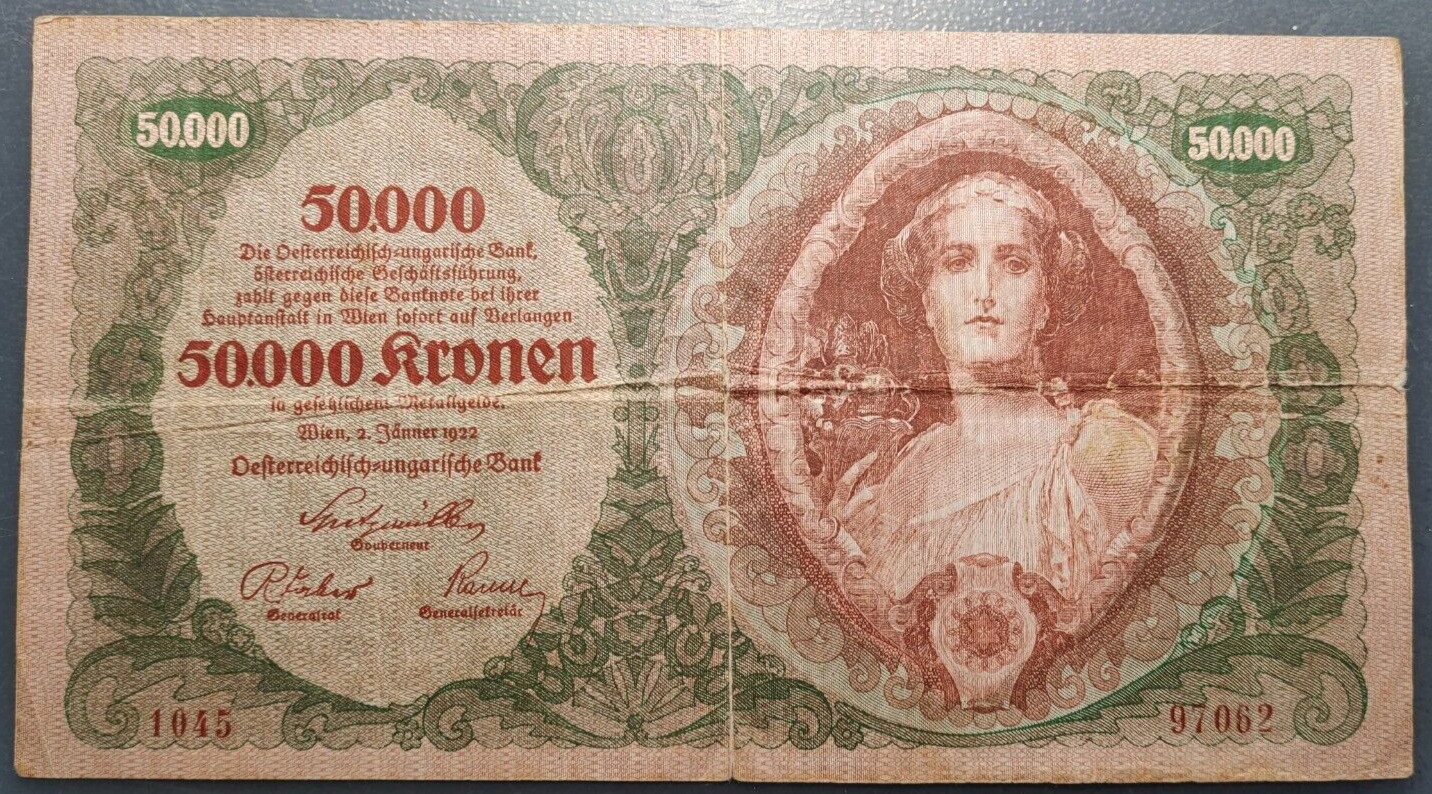 50.000
50.000
50.000
Die Oesterreichisch-ungarische Bank,
österreichische Geschäftsführung,
zahlt gegen diese Banknote bei ihrer
Hauptanstalt in Wien sofort auf Verlangen
50.000 Kronen
in gesetzlichem Metallgelde.
Wien, 2. Jänner 1922
Oesterreichisch-ungarische Bank
Spitzmüller
Gouverneur
Generalrat
Generalsekretär
1045
97062